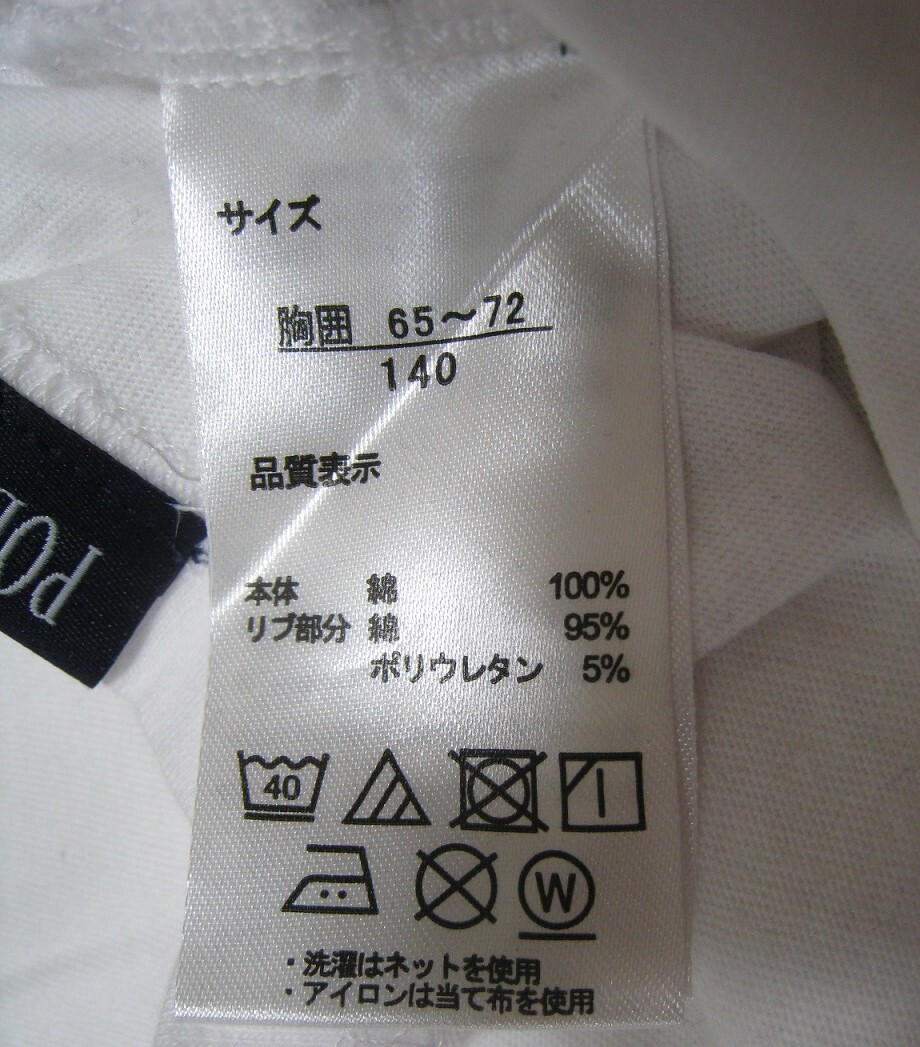 サイズ
胸囲 65～72
140
品質表示
本体 綿 100%
リブ部分 綿 95%
ポリウレタン 5%
40
W
・洗濯はネットを使用
・アイロンは当て布を使用